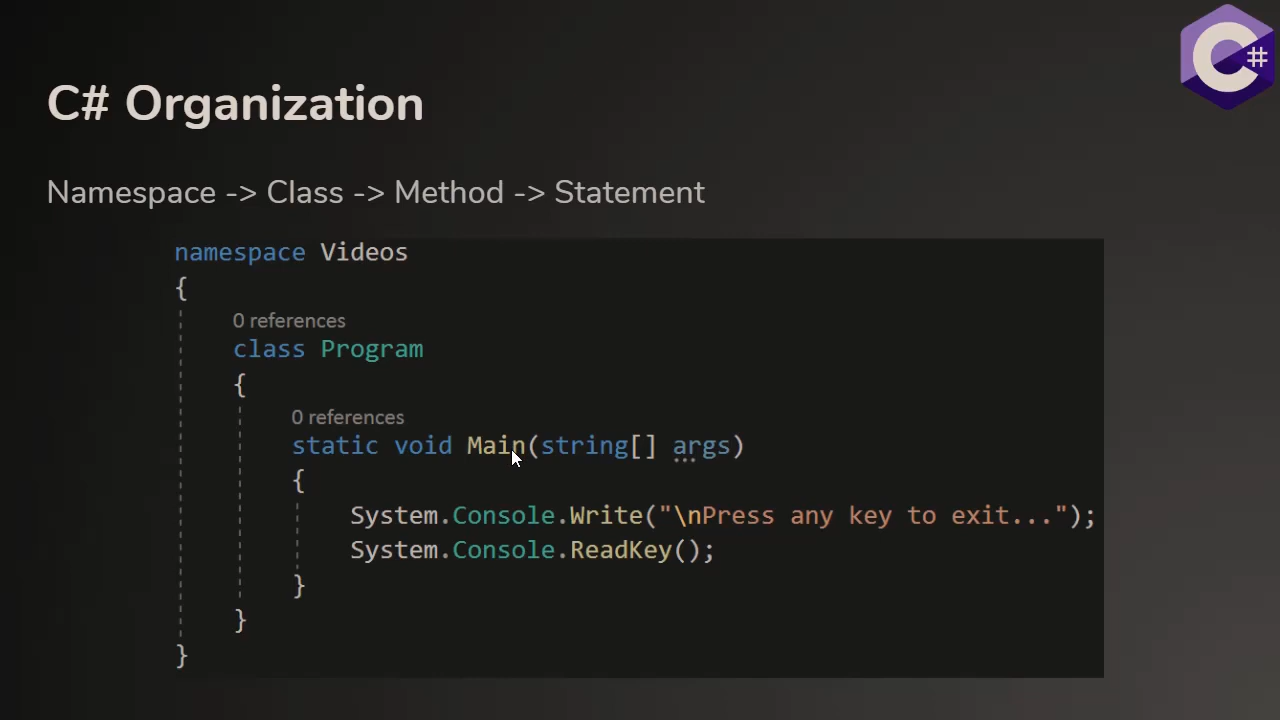 C#
C# Organization
Namespace -> Class -> Method -> Statement
namespace Videos
{
0 references
class Program
{
0 references
static void Main(string[] args)
{
System.Console.Write("\nPress any key to exit...");
System.Console.ReadKey();
}
}
}